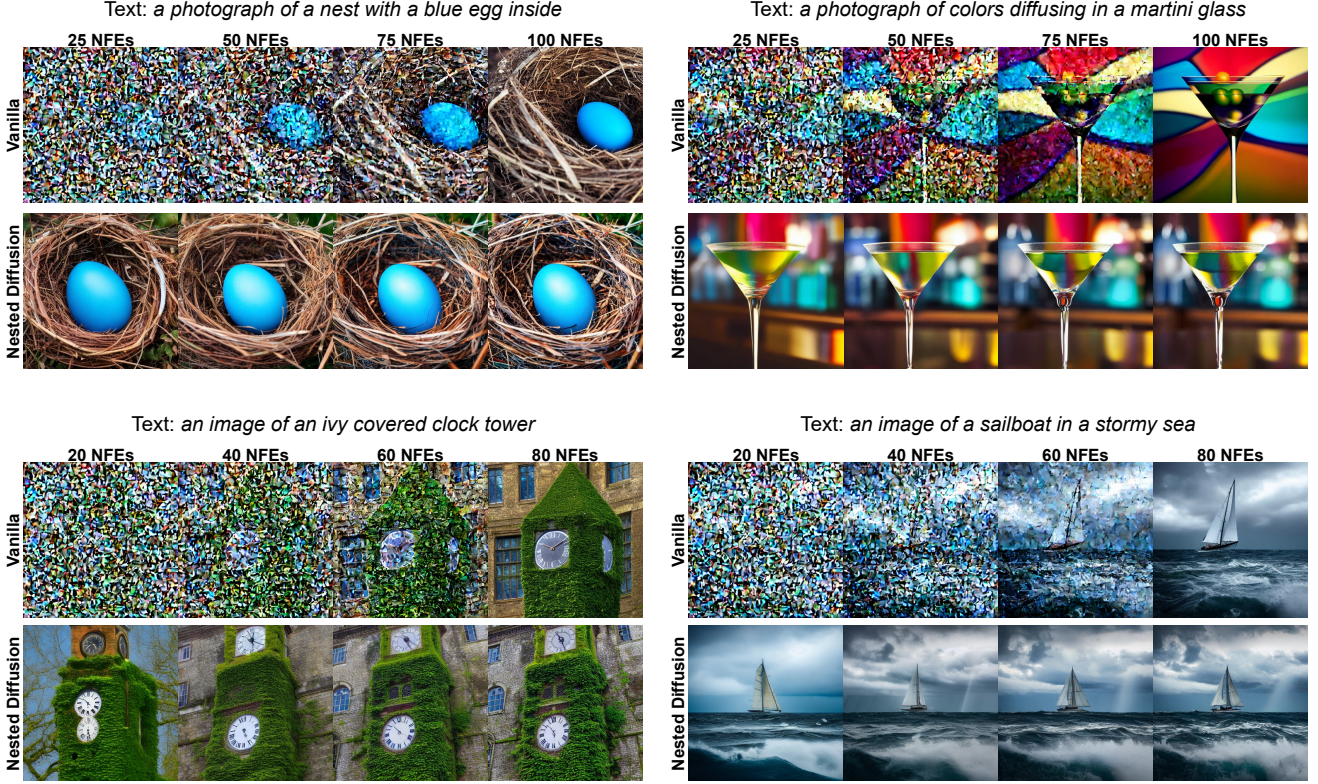 Text: a photograph of a nest with a blue egg inside
25 NFEs 50 NFEs 75 NFEs 100 NFEs
Vanilla
Nested Diffusion
Text: a photograph of colors diffusing in a martini glass
25 NFEs 50 NFEs 75 NFEs 100 NFEs
Vanilla
Nested Diffusion
Text: an image of an ivy covered clock tower
20 NFEs 40 NFEs 60 NFEs 80 NFEs
Vanilla
Nested Diffusion
Text: an image of a sailboat in a stormy sea
20 NFEs 40 NFEs 60 NFEs 80 NFEs
Vanilla
Nested Diffusion